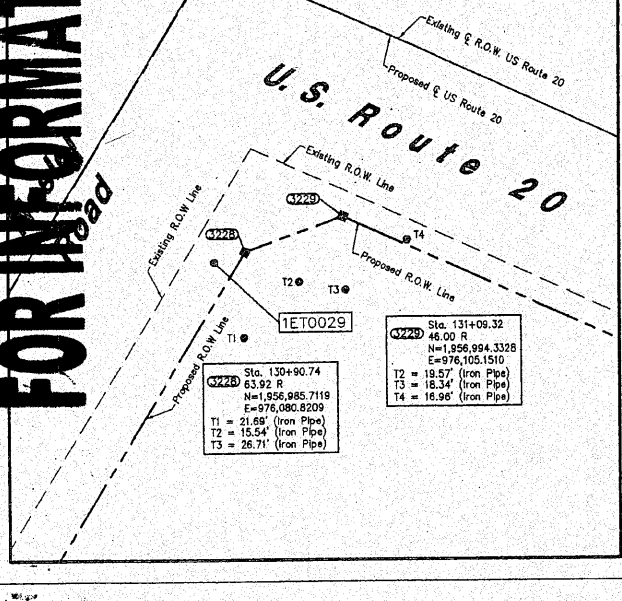 FOR INFORMAT
Existing ℄ R.O.W. US Route 20
Proposed ℄ US Route 20
U.S. Route 20
Road
Existing R.O.W Line
Existing R.O.W Line
3229
3228
T4
Proposed R.O.W. Line
T2
T3
1ET0029
T1
Proposed R.O.W Line
3229 Sta. 131+09.32
46.00 R
N=1,956,994.3328
E=976,105.1510
T2 = 19.57' (Iron Pipe)
T3 = 18.34' (Iron Pipe)
T4 = 16.96' (Iron Pipe)
Sta. 130+90.74
3228 63.92 R
N=1,956,985.7119
E=976,080.8209
T1 = 21.69' (Iron Pipe)
T2 = 15.54' (Iron Pipe)
T3 = 26.71' (Iron Pipe)